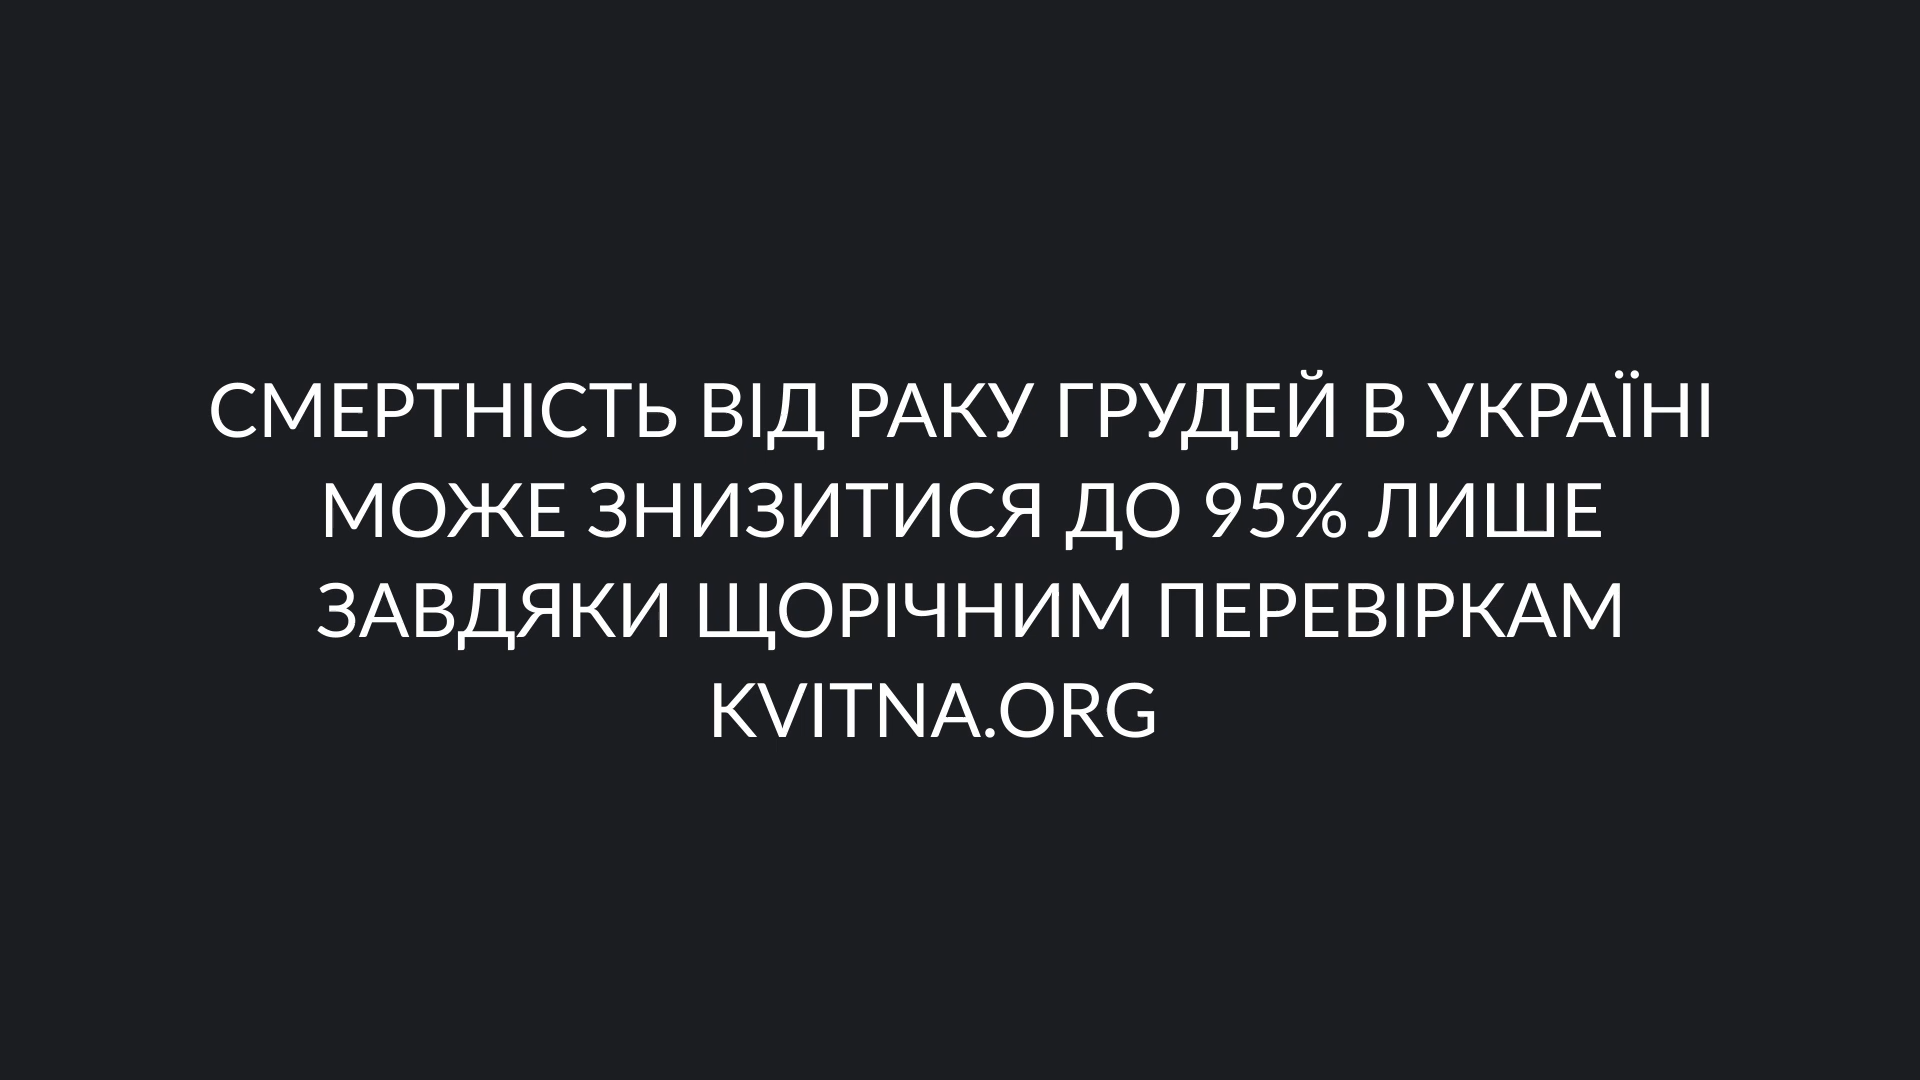 СМЕРТНІСТЬ ВІД РАКУ ГРУДЕЙ В УКРАЇНІ
МОЖЕ ЗНИЗИТИСЯ ДО 95% ЛИШЕ
ЗАВДЯКИ ЩОРІЧНИМ ПЕРЕВІРКАМ
KVITNA.ORG